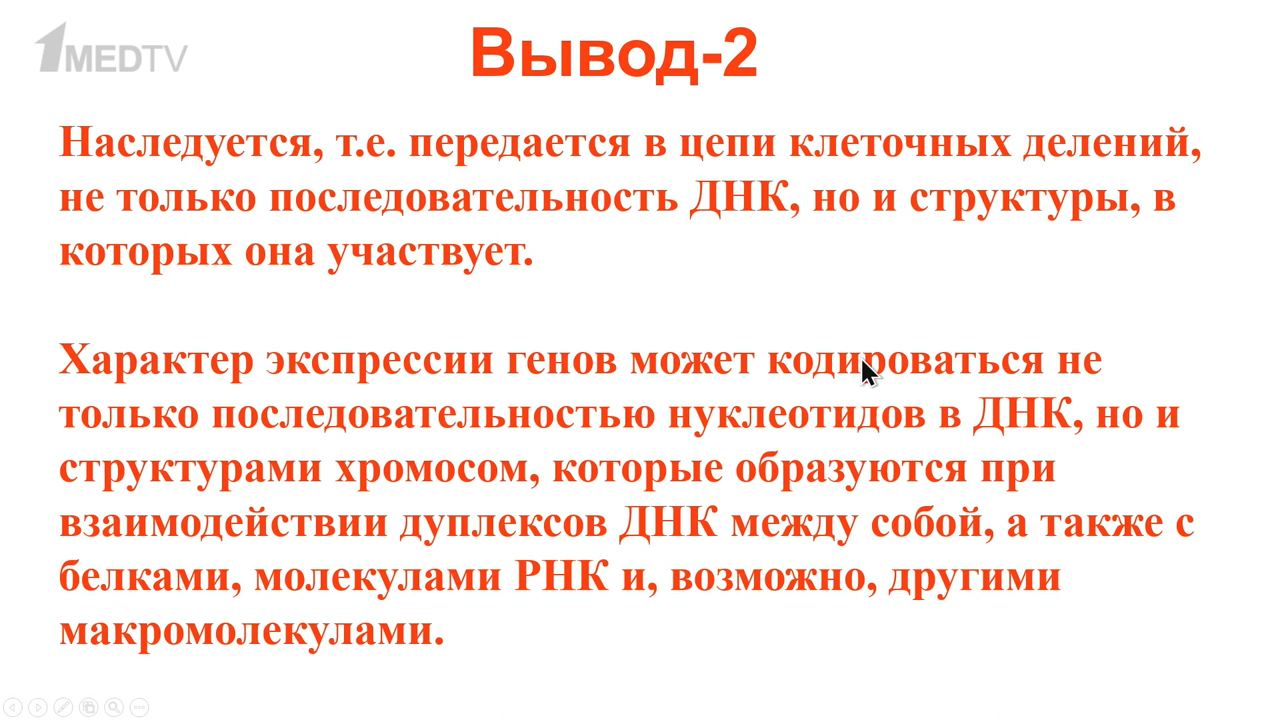 1MEDTV
Вывод-2
Наследуется, т.е. передается в цепи клеточных делений,
не только последовательность ДНК, но и структуры, в
которых она участвует.
Характер экспрессии генов может кодироваться не
только последовательностью нуклеотидов в ДНК, но и
структурами хромосом, которые образуются при
взаимодействии дуплексов ДНК между собой, а также с
белками, молекулами РНК и, возможно, другими
макромолекулами.